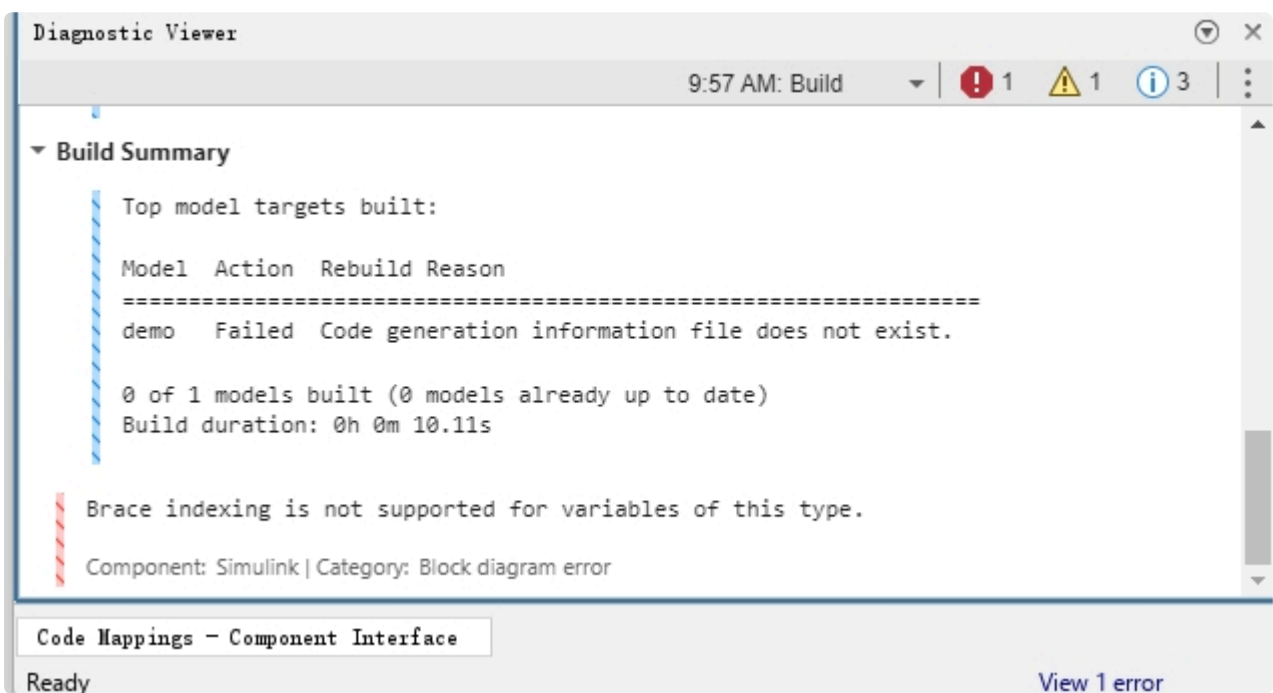 Diagnostic Viewer
9:57 AM: Build 1 1 3
Build Summary
Top model targets built:
Model Action Rebuild Reason
=================================================================
demo Failed Code generation information file does not exist.
0 of 1 models built (0 models already up to date)
Build duration: 0h 0m 10.11s
Brace indexing is not supported for variables of this type.
Component: Simulink | Category: Block diagram error
Code Mappings - Component Interface
Ready View 1 error